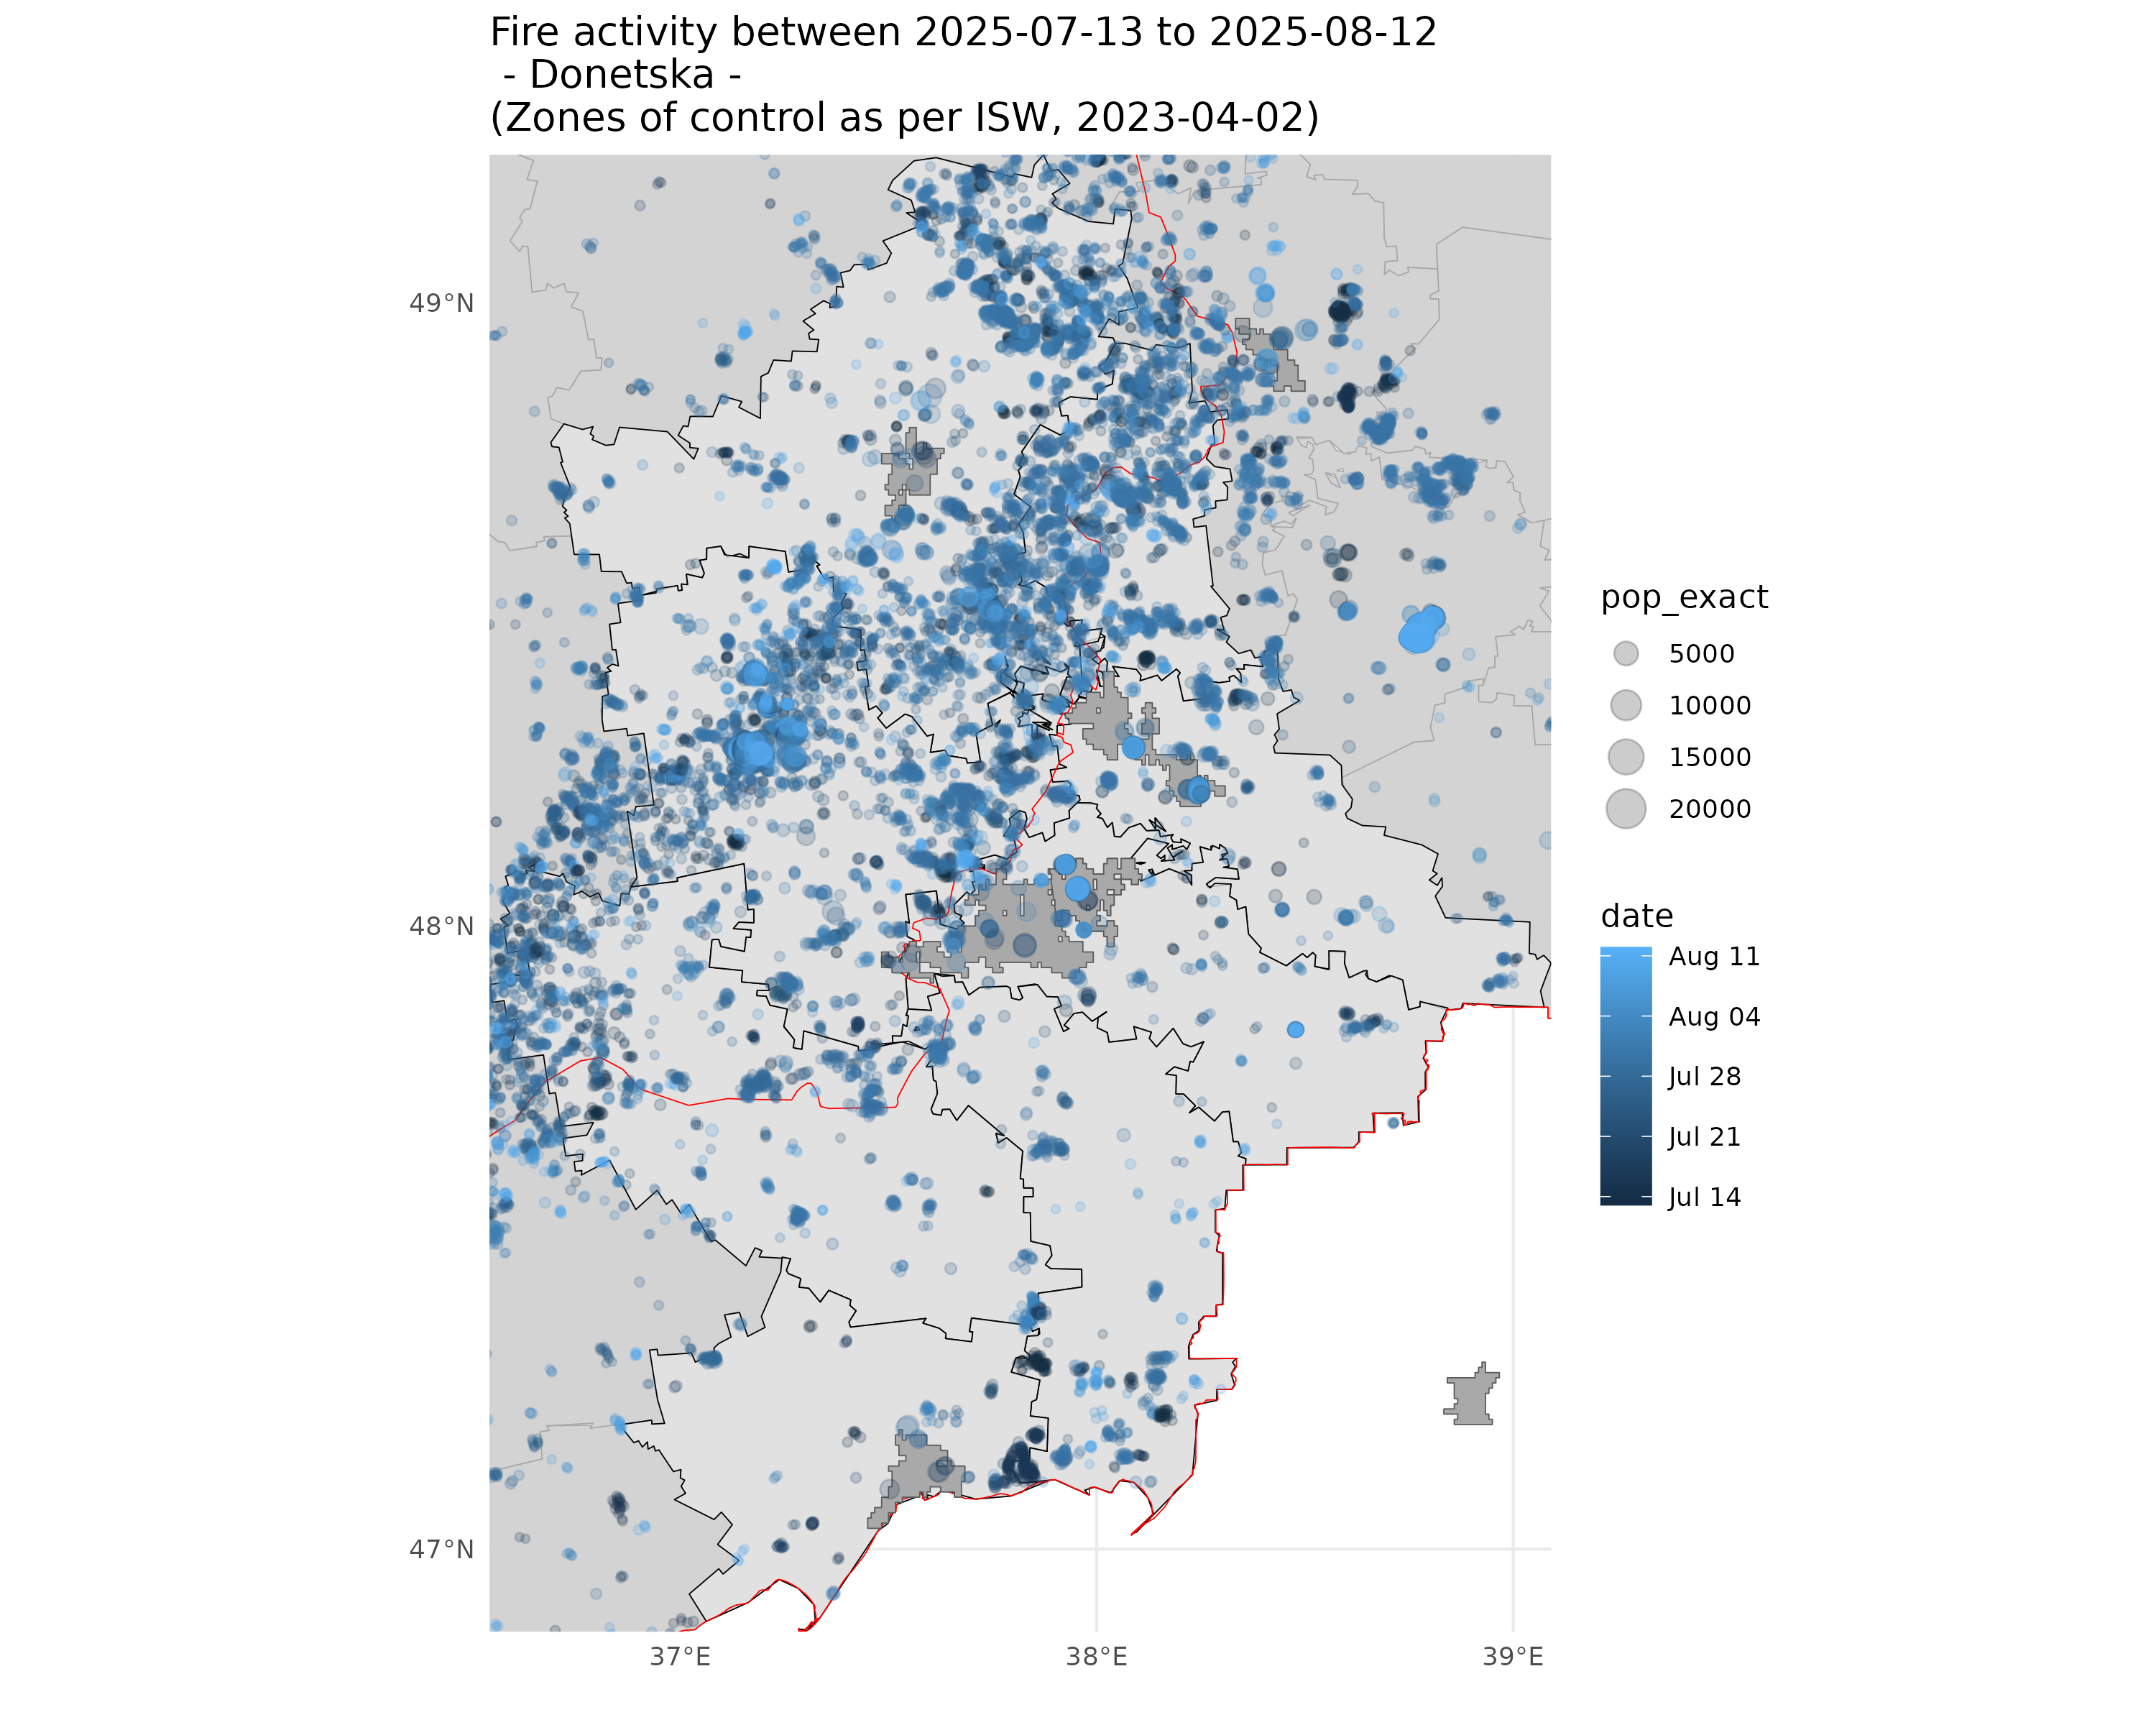 Fire activity between 2025-07-13 to 2025-08-12
- Donetska -
(Zones of control as per ISW, 2023-04-02)
49°N
48°N
47°N
37°E
38°E
39°E
pop_exact
5000
10000
15000
20000
date
Aug 11
Aug 04
Jul 28
Jul 21
Jul 14